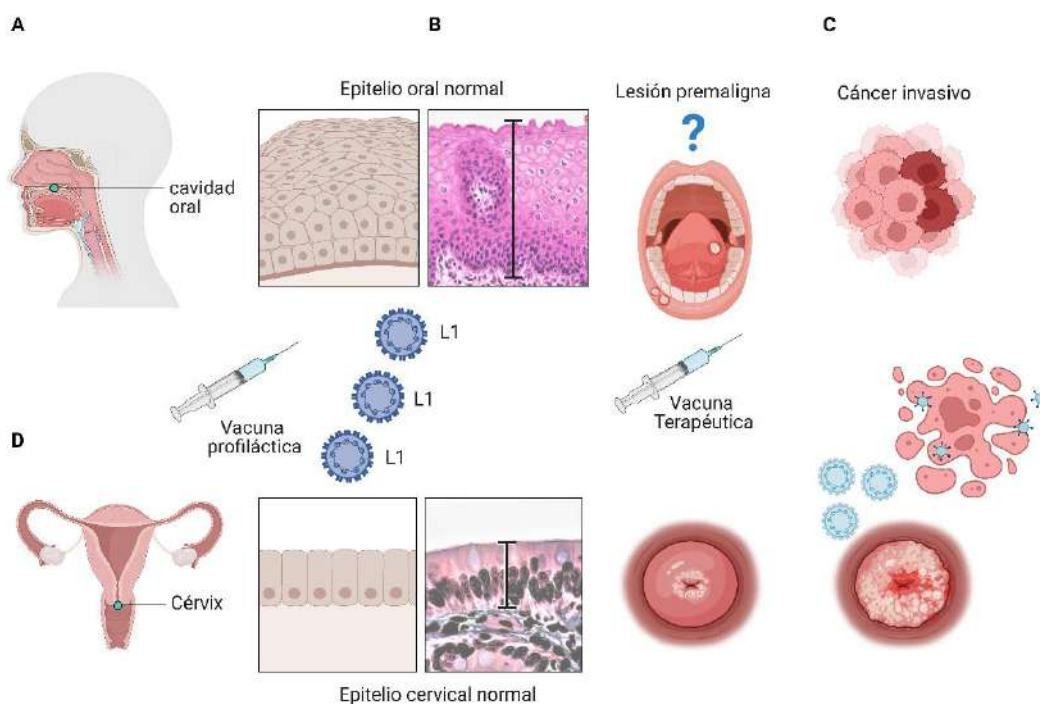 A
B
C
Epitelio oral normal
Lesión premaligna
Cáncer invasivo
?
cavidad
oral
L1
L1
L1
Vacuna
profiláctica
Vacuna
Terapéutica
D
Cérvix
Epitelio cervical normal